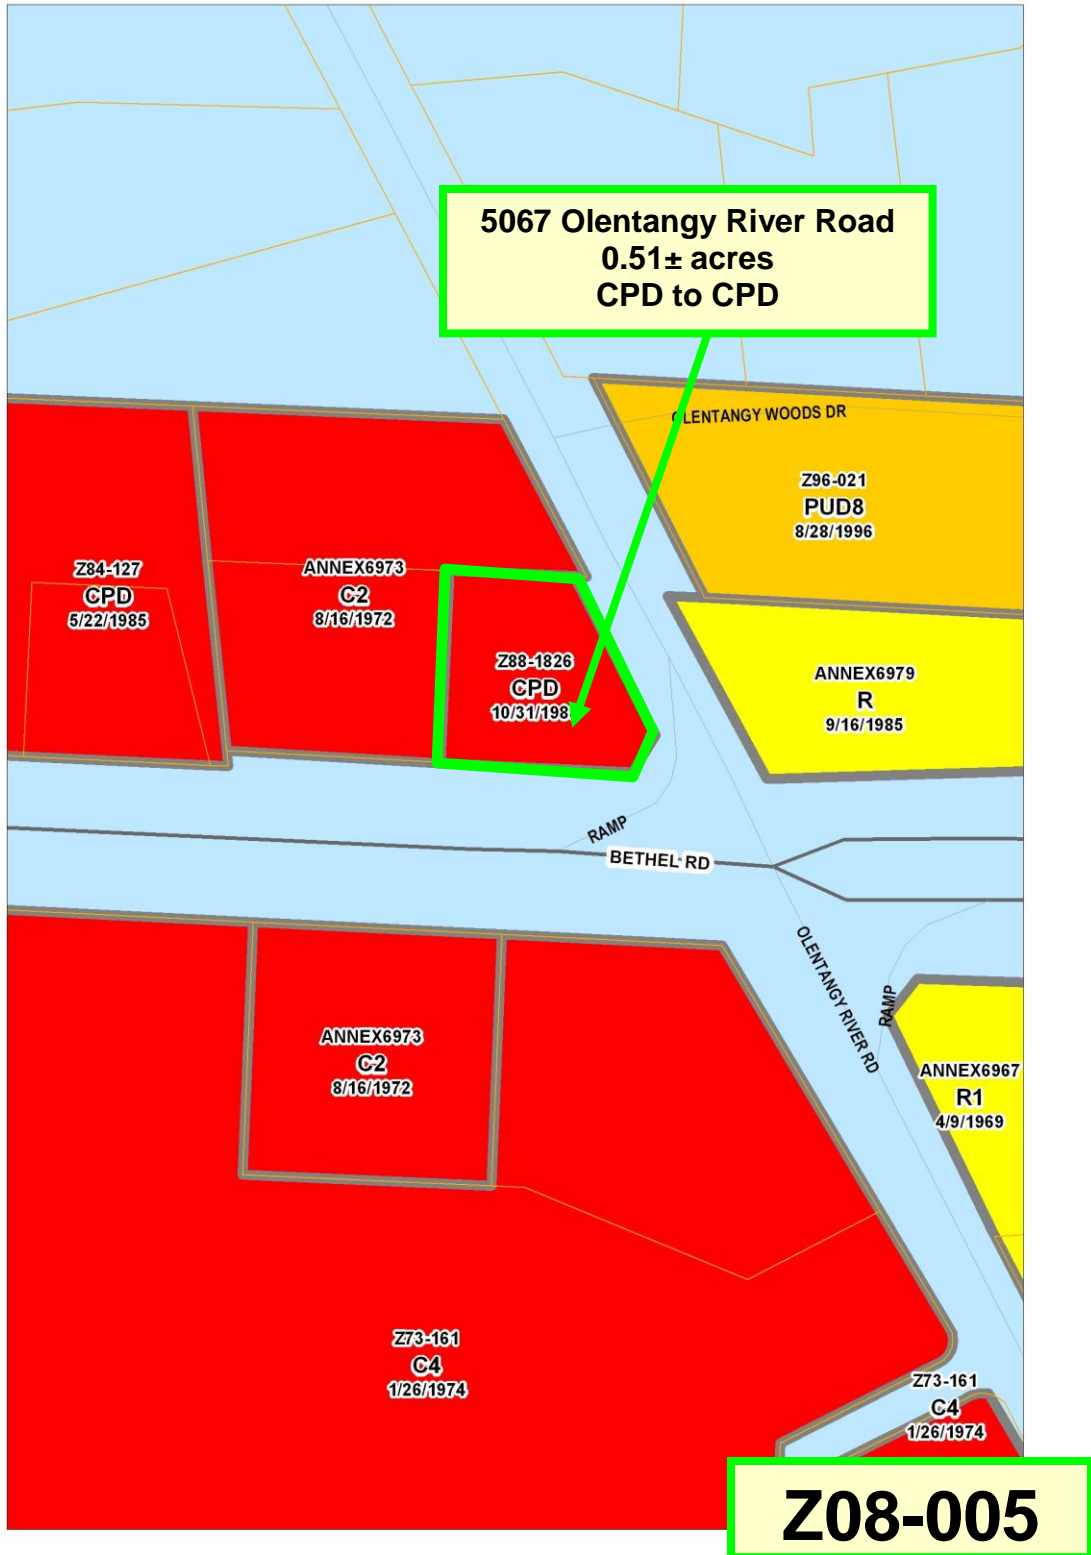 5067 Olentangy River Road
0.51± acres
CPD to CPD
OLENTANGY WOODS DR
Z96-021
PUD8
8/28/1996
Z84-127
CPD
5/22/1985
ANNEX6973
C2
8/16/1972
Z88-1826
CPD
10/31/198
ANNEX6979
R
9/16/1985
RAMP
BETHEL RD
OLENTANGY RIVER RD
RAMP
ANNEX6973
C2
8/16/1972
ANNEX6967
R1
4/9/1969
Z73-161
C4
1/26/1974
Z73-161
C4
1/26/1974
Z08-005